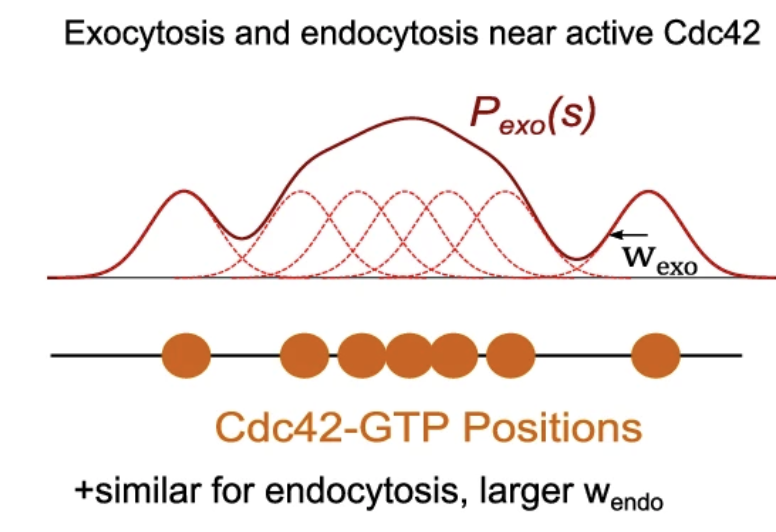 Exocytosis and endocytosis near active Cdc42
Pexo(s)
wexo
Cdc42-GTP Positions
+similar for endocytosis, larger wendo